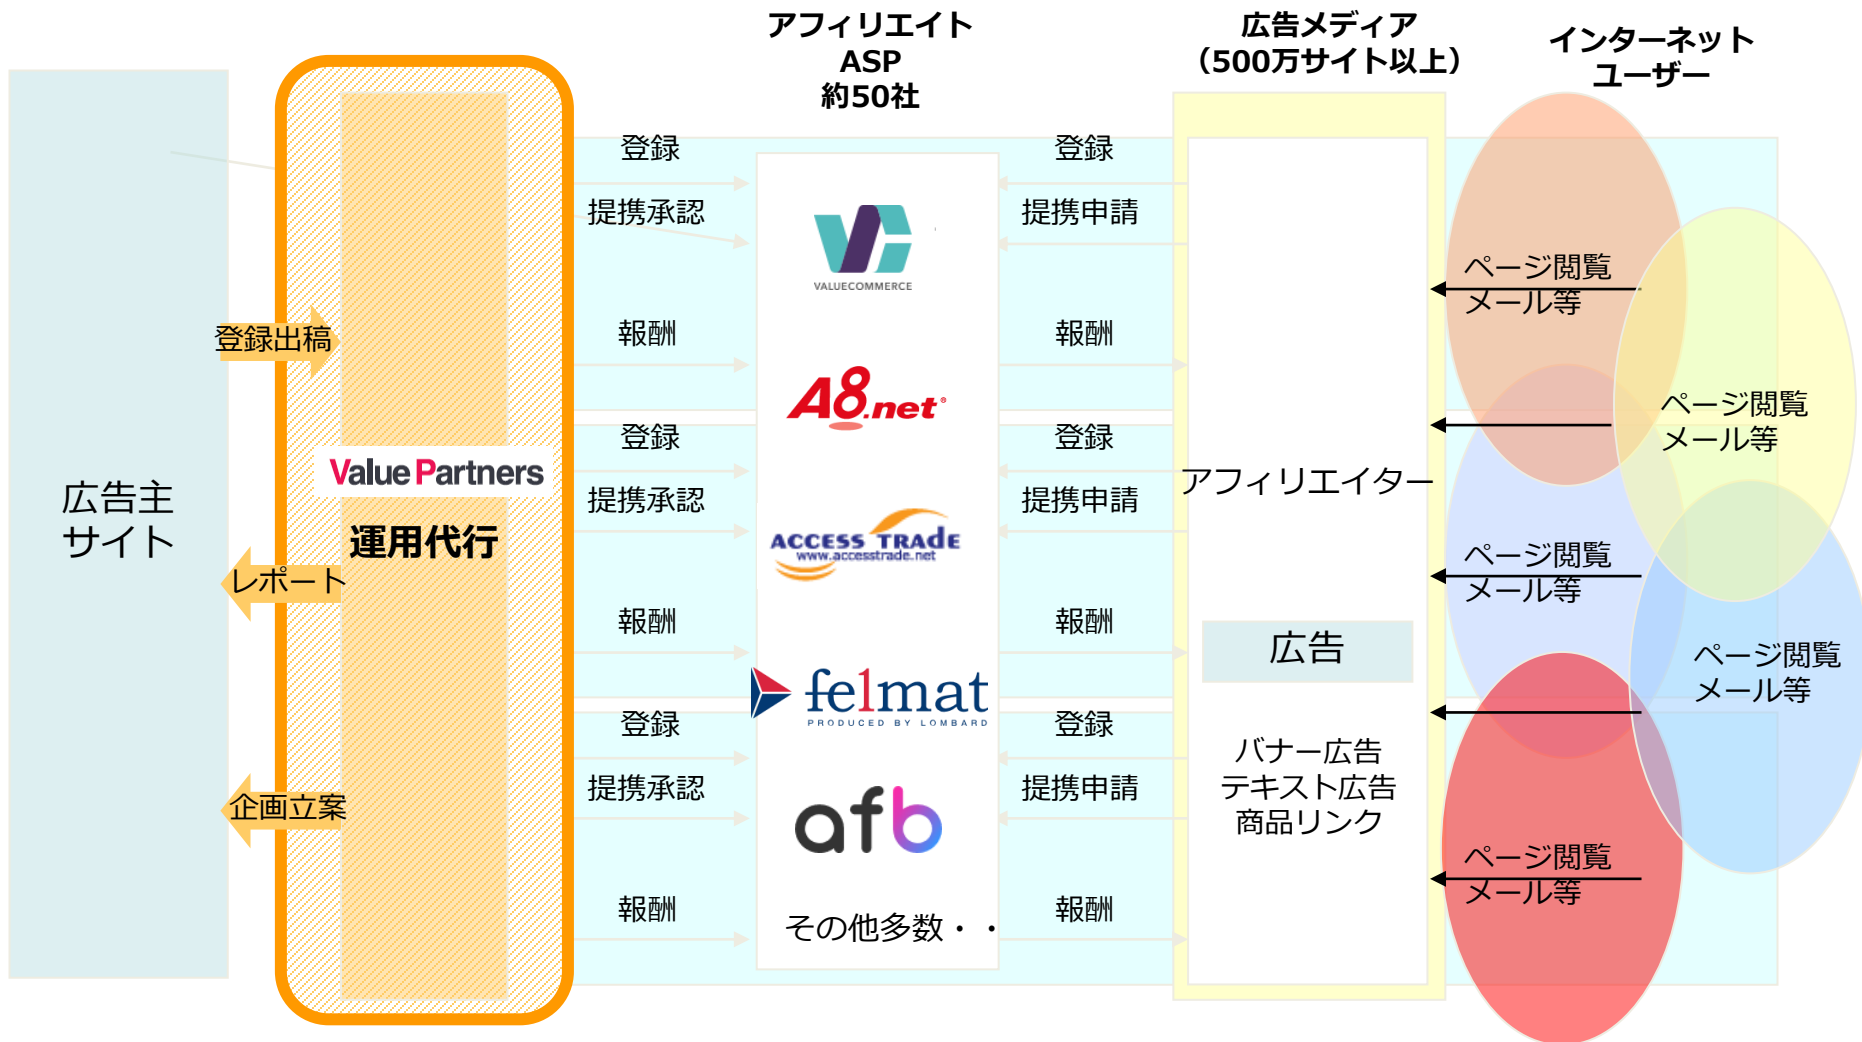 アフィリエイト
ASP
約50社
広告メディア
（500万サイト以上）
インターネット
ユーザー
広告主
サイト
登録出稿
レポート
企画立案
Value Partners
運用代行
登録
提携承認
報酬
登録
提携承認
報酬
登録
提携承認
報酬
VALUECOMMERCE
A8.net®
ACCESS TRADE
www.accesstrade.net
felmat
PRODUCED BY LOMBARD
afb
その他多数・・
登録
提携申請
報酬
登録
提携申請
報酬
登録
提携申請
報酬
アフィリエイター
広告
バナー広告
テキスト広告
商品リンク
ページ閲覧
メール等
ページ閲覧
メール等
ページ閲覧
メール等
ページ閲覧
メール等
ページ閲覧
メール等